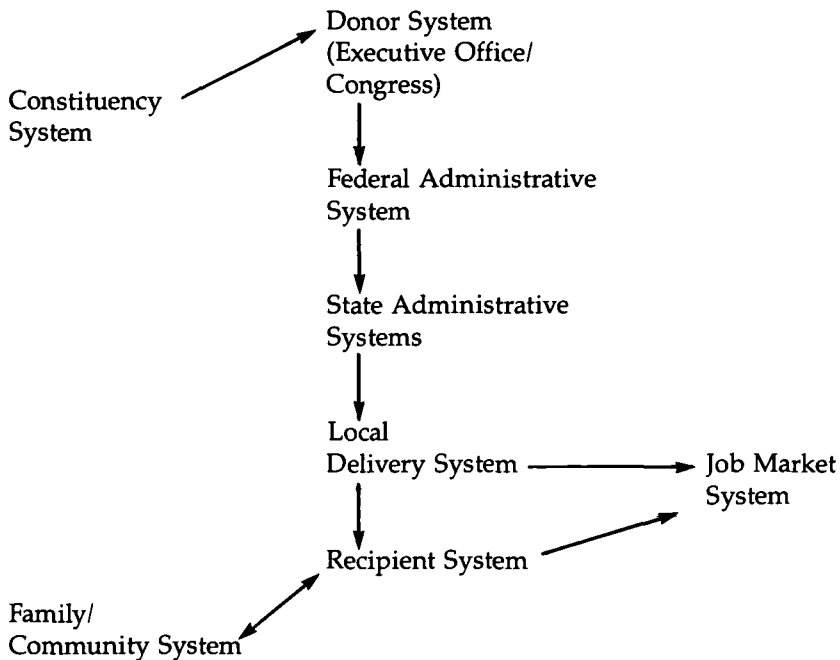 Donor System
(Executive Office/
Congress)
Constituency
System
Federal Administrative
System
State Administrative
Systems
Local
Delivery System
Job Market
System
Recipient System
Family/
Community System